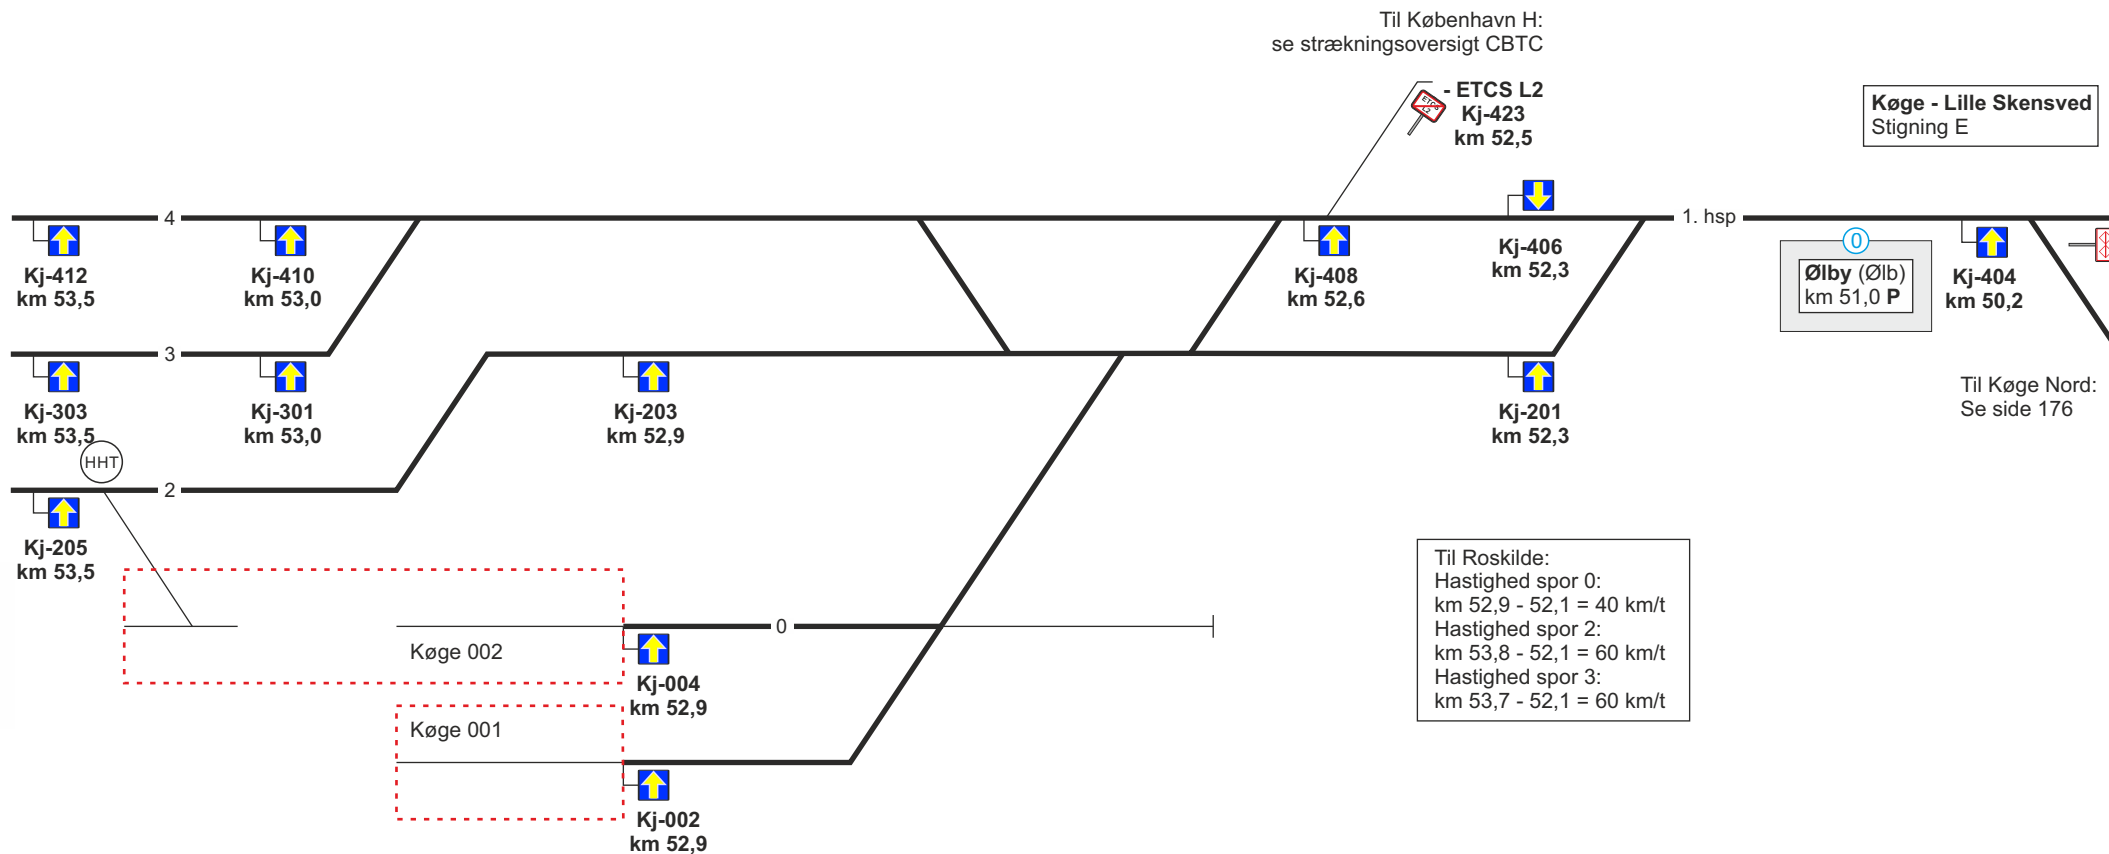 Til København H:
se strækningsoversigt CBTC
- ETCS L2
Kj-423
km 52,5
ETCS
L2
Køge - Lille Skensved
Stigning E
4
1. hsp
Kj-412
km 53,5
Kj-410
km 53,0
Kj-408
km 52,6
Kj-406
km 52,3
0
Ølby (Ølb)
km 51,0 P
Kj-404
km 50,2
3
Kj-303
km 53,5
Kj-301
km 53,0
Kj-203
km 52,9
Kj-201
km 52,3
Til Køge Nord:
Se side 176
HHT
2
Kj-205
km 53,5
Til Roskilde:
Hastighed spor 0:
km 52,9 - 52,1 = 40 km/t
Hastighed spor 2:
km 53,8 - 52,1 = 60 km/t
Hastighed spor 3:
km 53,7 - 52,1 = 60 km/t
0
Køge 002
Kj-004
km 52,9
Køge 001
Kj-002
km 52,9